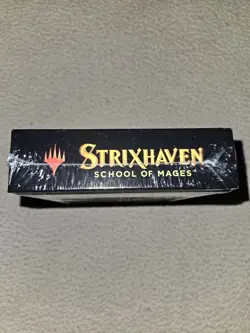 STRIXHAVEN
SCHOOL OF MAGES